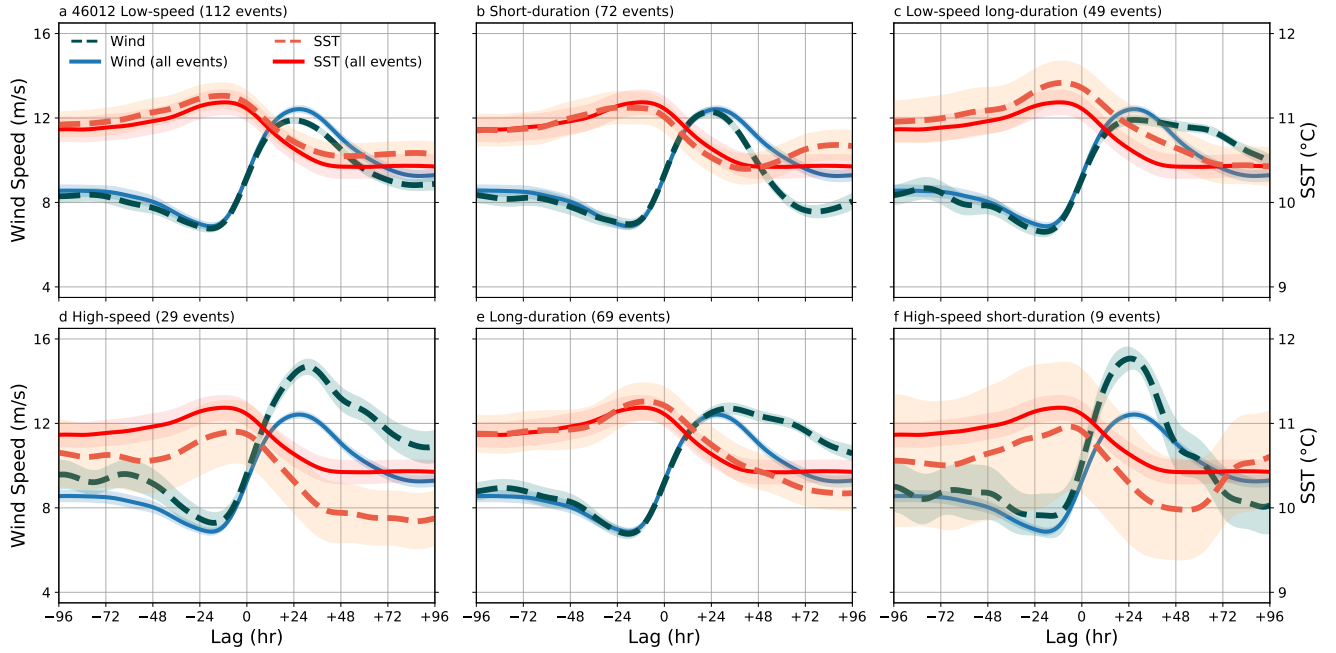 a 46012 Low-speed (112 events)
b Short-duration (72 events)
c Low-speed long-duration (49 events)
Wind
Wind (all events)
SST
SST (all events)
Wind Speed (m/s)
16
12
8
4
12
11
10
9
SST (°C)
d High-speed (29 events)
e Long-duration (69 events)
f High-speed short-duration (9 events)
Wind Speed (m/s)
16
12
8
4
12
11
10
9
SST (°C)
−96 −72 −48 −24 0 +24 +48 +72 +96
−96 −72 −48 −24 0 +24 +48 +72 +96
−96 −72 −48 −24 0 +24 +48 +72 +96
Lag (hr)
Lag (hr)
Lag (hr)